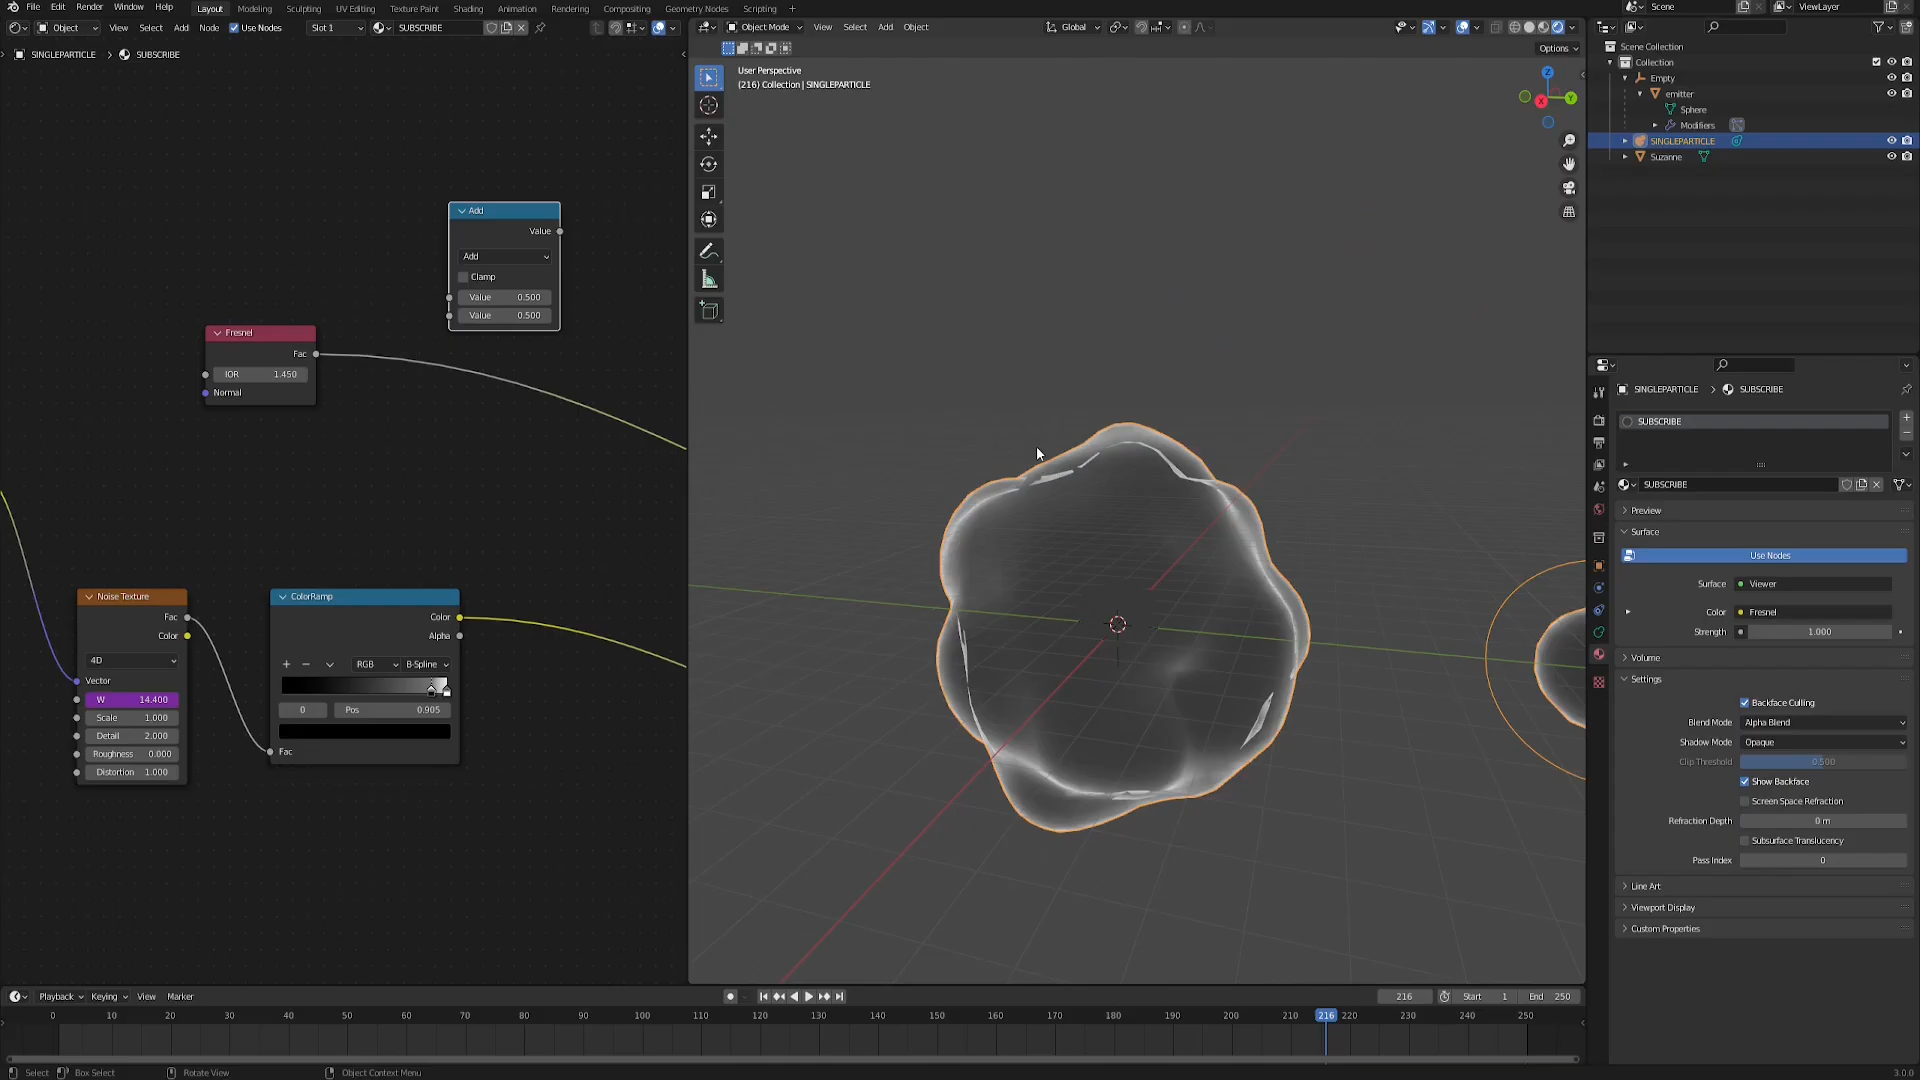 File Edit Render Window Help Layout Modeling Sculpting UV Editing Texture Paint Shading Animation Rendering Compositing Geometry Nodes Scripting + Scene ViewLayer
Object View Select Add Node Use Nodes Slot 1 SUBSCRIBE
Object Mode View Select Add Object Global
Options
SINGLEPARTICLE > SUBSCRIBE
User Perspective
(216) Collection | SINGLEPARTICLE
Z
Y
X
Scene Collection
Collection
Empty
emitter
Sphere
Modifiers
SINGLEPARTICLE
Suzanne
Add
Value
Add
Clamp
Value 0.500
Value 0.500
Fresnel
Fac
IOR 1.450
Normal
Noise Texture
Fac
Color
4D
Vector
W 14.400
Scale 1.000
Detail 2.000
Roughness 0.000
Distortion 1.000
ColorRamp
Color
Alpha
RGB B-Spline
0 Pos 0.905
Fac
SINGLEPARTICLE > SUBSCRIBE
SUBSCRIBE
SUBSCRIBE
Preview
Surface
Use Nodes
Surface Viewer
Color Fresnel
Strength 1.000
Volume
Settings
Backface Culling
Blend Mode Alpha Blend
Shadow Mode Opaque
Clip Threshold 0.500
Show Backface
Screen Space Refraction
Refraction Depth 0 m
Subsurface Translucency
Pass Index 0
Line Art
Viewport Display
Custom Properties
Playback Keying View Marker 216 Start 1 End 250
0 10 20 30 40 50 60 70 80 90 100 110 120 130 140 150 160 170 180 190 200 210 216 220 230 240 250
Select Box Select Rotate View Object Context Menu 3.0.0